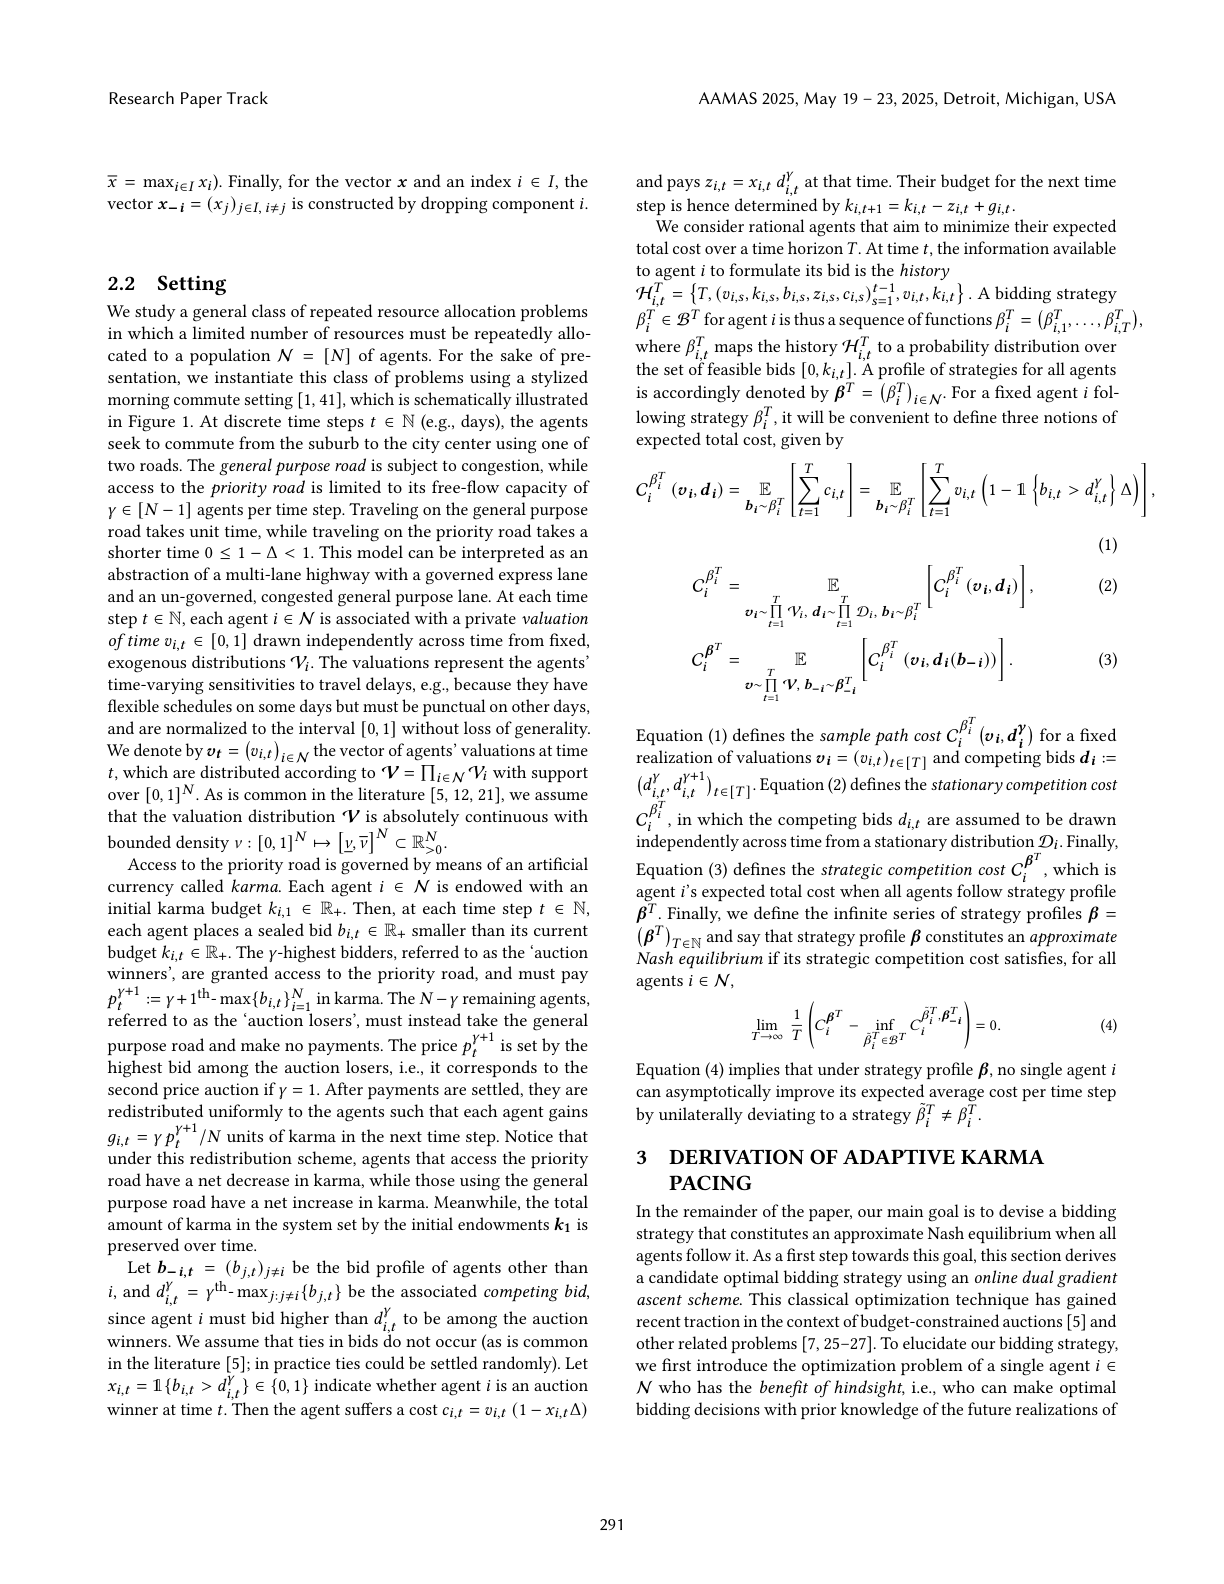 Research Paper Track
AAMAS 2025, May 19 – 23, 2025, Detroit, Michigan, USA
x̅ = max_{i∈I} x_i). Finally, for the vector x and an index i ∈ I, the
vector x_{−i} = (x_j)_{j∈I, i≠j} is constructed by dropping component i.
2.2 Setting
We study a general class of repeated resource allocation problems
in which a limited number of resources must be repeatedly allo-
cated to a population 𝒩 = [N] of agents. For the sake of pre-
sentation, we instantiate this class of problems using a stylized
morning commute setting [1, 41], which is schematically illustrated
in Figure 1. At discrete time steps t ∈ ℕ (e.g., days), the agents
seek to commute from the suburb to the city center using one of
two roads. The general purpose road is subject to congestion, while
access to the priority road is limited to its free-flow capacity of
γ ∈ [N − 1] agents per time step. Traveling on the general purpose
road takes unit time, while traveling on the priority road takes a
shorter time 0 ≤ 1 − Δ < 1. This model can be interpreted as an
abstraction of a multi-lane highway with a governed express lane
and an un-governed, congested general purpose lane. At each time
step t ∈ ℕ, each agent i ∈ 𝒩 is associated with a private valuation
of time v_{i,t} ∈ [0, 1] drawn independently across time from fixed,
exogenous distributions 𝒱_i. The valuations represent the agents'
time-varying sensitivities to travel delays, e.g., because they have
flexible schedules on some days but must be punctual on other days,
and are normalized to the interval [0, 1] without loss of generality.
We denote by v_t = (v_{i,t})_{i∈𝒩} the vector of agents' valuations at time
t, which are distributed according to 𝒱 = ∏_{i∈𝒩} 𝒱_i with support
over [0, 1]^N. As is common in the literature [5, 12, 21], we assume
that the valuation distribution 𝒱 is absolutely continuous with
bounded density ν : [0, 1]^N ↦ [ν̲, ν̅]^N ⊂ ℝ^N_{>0}.
Access to the priority road is governed by means of an artificial
currency called karma. Each agent i ∈ 𝒩 is endowed with an
initial karma budget k_{i,1} ∈ ℝ_+. Then, at each time step t ∈ ℕ,
each agent places a sealed bid b_{i,t} ∈ ℝ_+ smaller than its current
budget k_{i,t} ∈ ℝ_+. The γ-highest bidders, referred to as the 'auction
winners', are granted access to the priority road, and must pay
p_t^{γ+1} := γ + 1^{th}- max{b_{i,t}}_{i=1}^N in karma. The N − γ remaining agents,
referred to as the 'auction losers', must instead take the general
purpose road and make no payments. The price p_t^{γ+1} is set by the
highest bid among the auction losers, i.e., it corresponds to the
second price auction if γ = 1. After payments are settled, they are
redistributed uniformly to the agents such that each agent gains
g_{i,t} = γ p_t^{γ+1}/N units of karma in the next time step. Notice that
under this redistribution scheme, agents that access the priority
road have a net decrease in karma, while those using the general
purpose road have a net increase in karma. Meanwhile, the total
amount of karma in the system set by the initial endowments k_1 is
preserved over time.
Let b_{−i,t} = (b_{j,t})_{j≠i} be the bid profile of agents other than
i, and d_{i,t}^γ = γ^{th}- max_{j:j≠i}{b_{j,t}} be the associated competing bid,
since agent i must bid higher than d_{i,t}^γ to be among the auction
winners. We assume that ties in bids do not occur (as is common
in the literature [5]; in practice ties could be settled randomly). Let
x_{i,t} = 𝟙{b_{i,t} > d_{i,t}^γ} ∈ {0, 1} indicate whether agent i is an auction
winner at time t. Then the agent suffers a cost c_{i,t} = v_{i,t} (1 − x_{i,t}Δ)
and pays z_{i,t} = x_{i,t} d_{i,t}^γ at that time. Their budget for the next time
step is hence determined by k_{i,t+1} = k_{i,t} − z_{i,t} + g_{i,t}.
We consider rational agents that aim to minimize their expected
total cost over a time horizon T. At time t, the information available
to agent i to formulate its bid is the history
ℋ_{i,t}^T = {T, (v_{i,s}, k_{i,s}, b_{i,s}, z_{i,s}, c_{i,s})_{s=1}^{t−1}, v_{i,t}, k_{i,t}} . A bidding strategy
β_i^T ∈ ℬ^T for agent i is thus a sequence of functions β_i^T = (β_{i,1}^T, . . . , β_{i,T}^T),
where β_{i,t}^T maps the history ℋ_{i,t}^T to a probability distribution over
the set of feasible bids [0, k_{i,t}]. A profile of strategies for all agents
is accordingly denoted by β^T = (β_i^T)_{i∈𝒩}. For a fixed agent i fol-
lowing strategy β_i^T, it will be convenient to define three notions of
expected total cost, given by
C_i^{β_i^T} (v_i, d_i) = 𝔼_{b_i∼β_i^T} [∑_{t=1}^T c_{i,t}] = 𝔼_{b_i∼β_i^T} [∑_{t=1}^T v_{i,t} (1 − 𝟙{b_{i,t} > d_{i,t}^γ} Δ)],
(1)
C_i^{β_i^T} = 𝔼_{v_i∼∏_{t=1}^T 𝒱_i, d_i∼∏_{t=1}^T 𝒟_i, b_i∼β_i^T} [C_i^{β_i^T} (v_i, d_i)], (2)
C_i^{β^T} = 𝔼_{v∼∏_{t=1}^T 𝒱, b_{−i}∼β_{−i}^T} [C_i^{β_i^T} (v_i, d_i(b_{−i}))]. (3)
Equation (1) defines the sample path cost C_i^{β_i^T} (v_i, d_i^γ) for a fixed
realization of valuations v_i = (v_{i,t})_{t∈[T]} and competing bids d_i :=
(d_{i,t}^γ, d_{i,t}^{γ+1})_{t∈[T]}. Equation (2) defines the stationary competition cost
C_i^{β_i^T}, in which the competing bids d_{i,t} are assumed to be drawn
independently across time from a stationary distribution 𝒟_i. Finally,
Equation (3) defines the strategic competition cost C_i^{β^T}, which is
agent i's expected total cost when all agents follow strategy profile
β^T. Finally, we define the infinite series of strategy profiles β =
(β^T)_{T∈ℕ} and say that strategy profile β constitutes an approximate
Nash equilibrium if its strategic competition cost satisfies, for all
agents i ∈ 𝒩,
lim_{T→∞} 1/T (C_i^{β^T} − inf_{β̃_i^T∈ℬ^T} C_i^{β̃_i^T, β_{−i}^T}) = 0. (4)
Equation (4) implies that under strategy profile β, no single agent i
can asymptotically improve its expected average cost per time step
by unilaterally deviating to a strategy β̃_i^T ≠ β_i^T.
3 DERIVATION OF ADAPTIVE KARMA
PACING
In the remainder of the paper, our main goal is to devise a bidding
strategy that constitutes an approximate Nash equilibrium when all
agents follow it. As a first step towards this goal, this section derives
a candidate optimal bidding strategy using an online dual gradient
ascent scheme. This classical optimization technique has gained
recent traction in the context of budget-constrained auctions [5] and
other related problems [7, 25–27]. To elucidate our bidding strategy,
we first introduce the optimization problem of a single agent i ∈
𝒩 who has the benefit of hindsight, i.e., who can make optimal
bidding decisions with prior knowledge of the future realizations of
291